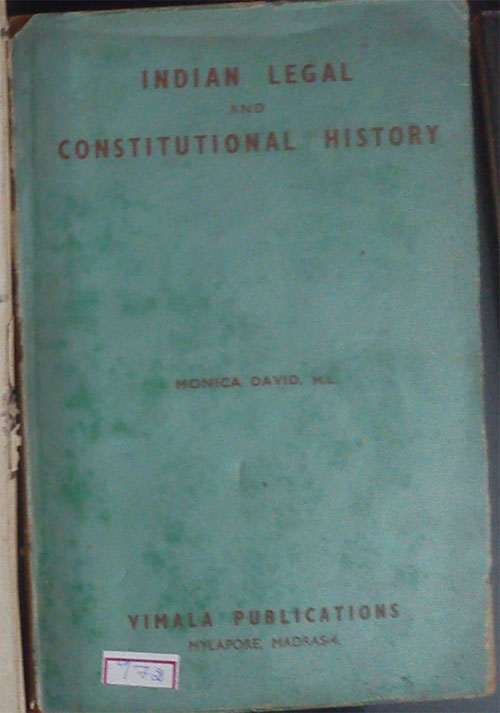 INDIAN LEGAL
AND
CONSTITUTIONAL HISTORY
MONICA DAVID, M.L.
VIMALA PUBLICATIONS
MYLAPORE, MADRAS-4.